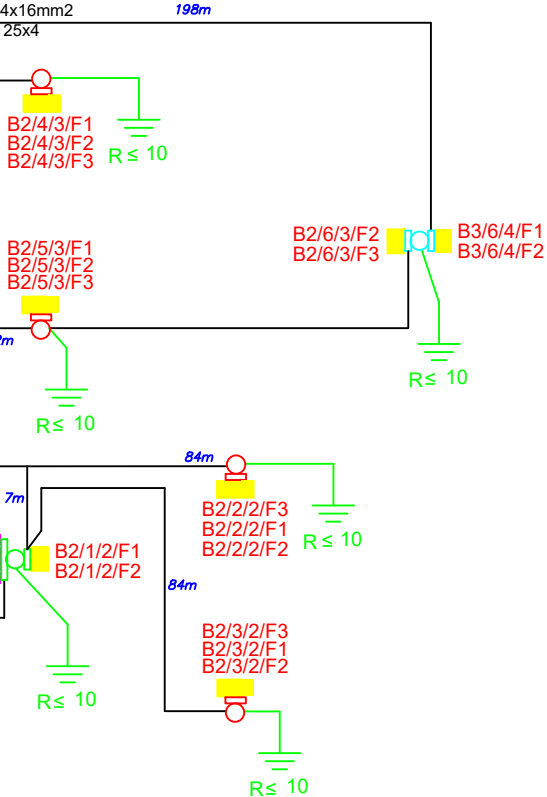 4x16mm2
198m
25x4
B2/4/3/F1
B2/4/3/F2
B2/4/3/F3
R ≤ 10
B2/6/3/F2
B2/6/3/F3
B3/6/4/F1
B3/6/4/F2
B2/5/3/F1
B2/5/3/F2
B2/5/3/F3
2m
R ≤ 10
R ≤ 10
84m
7m
B2/2/2/F3
B2/2/2/F1
B2/2/2/F2
R ≤ 10
B2/1/2/F1
B2/1/2/F2
84m
B2/3/2/F3
B2/3/2/F1
B2/3/2/F2
R ≤ 10
R ≤ 10